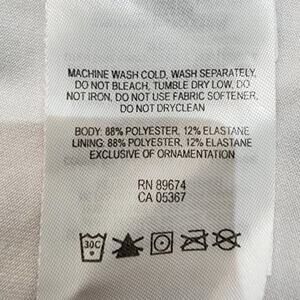 MACHINE WASH COLD, WASH SEPARATELY,
DO NOT BLEACH, TUMBLE DRY LOW, DO
NOT IRON, DO NOT USE FABRIC SOFTENER,
DO NOT DRYCLEAN
BODY: 88% POLYESTER, 12% ELASTANE
LINING: 88% POLYESTER, 12% ELASTANE
EXCLUSIVE OF ORNAMENTATION
RN 89674
CA 05367
30C